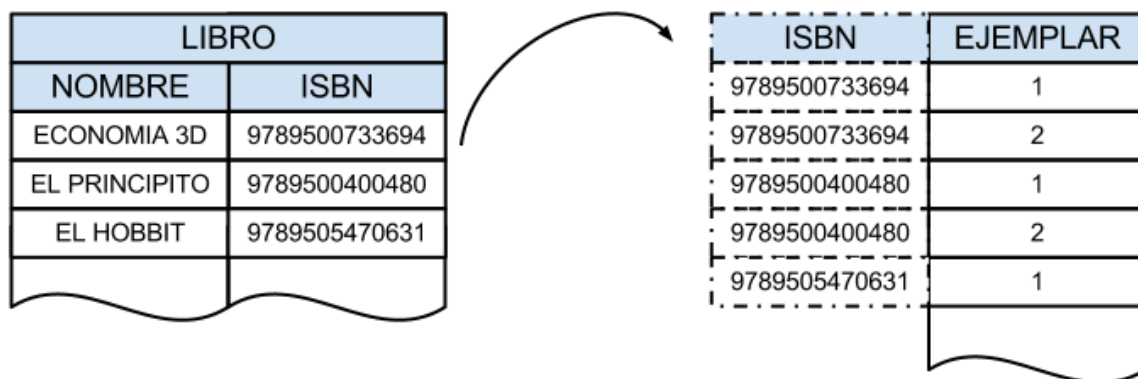 LIBRO
NOMBRE ISBN
ECONOMIA 3D 9789500733694
EL PRINCIPITO 9789500400480
EL HOBBIT 9789505470631
ISBN EJEMPLAR
9789500733694 1
9789500733694 2
9789500400480 1
9789500400480 2
9789505470631 1